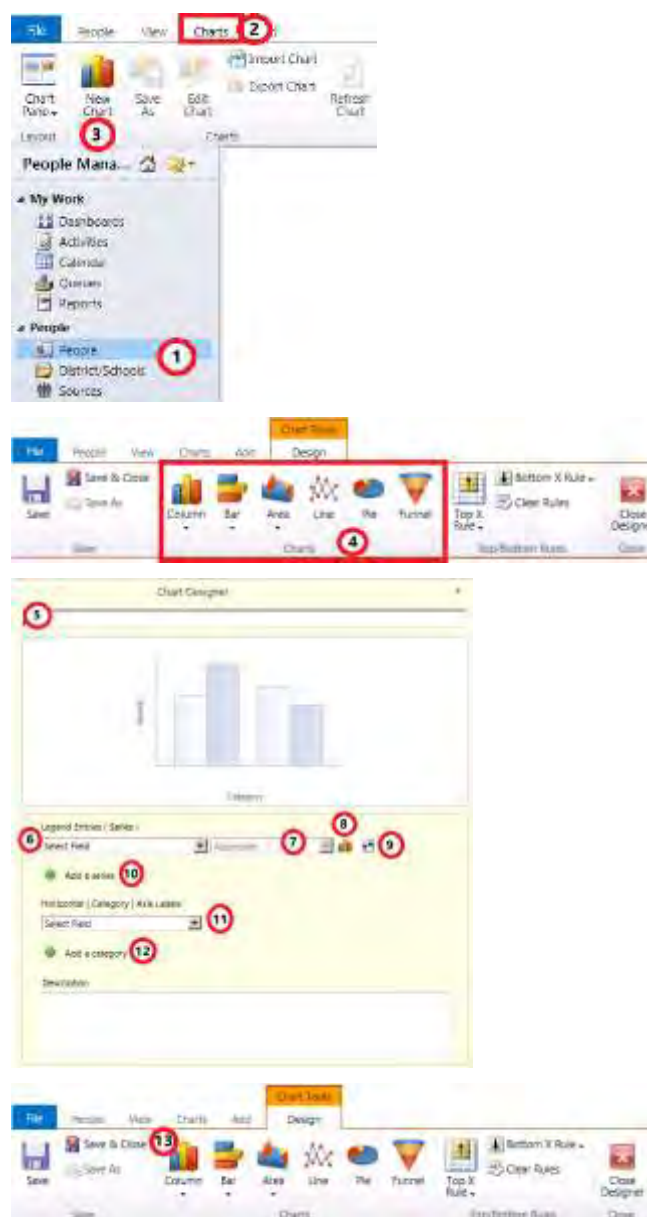 File People View Charts 2
Import Chart
Export Chart
Chart Pane New Chart Save As Edit Chart Refresh Chart
Layout 3 Charts
People Mana...
My Work
Dashboards
Activities
Calendar
Queues
Reports
People
People 1
District/Schools
Sources
Chart Tools
File People View Charts Add Design
Save & Close Bottom X Rule
Save As Clear Rules
Save Column Bar Area Line Pie Funnel Top X Rule Close Designer
Save Charts 4 Top/Bottom Rules Close
Chart Designer
5
Category
Legend Entries (Series)
8
6 Select Field 7 9
Add a series 10
Horizontal (Category) Axis Labels
Select Field 11
Add a category 12
Description
Chart Tools
File People View Charts Add Design
Save & Close 13 Bottom X Rule
Save As Clear Rules
Save Column Bar Area Line Pie Funnel Top X Rule Close Designer
Save Charts Top/Bottom Rules Close